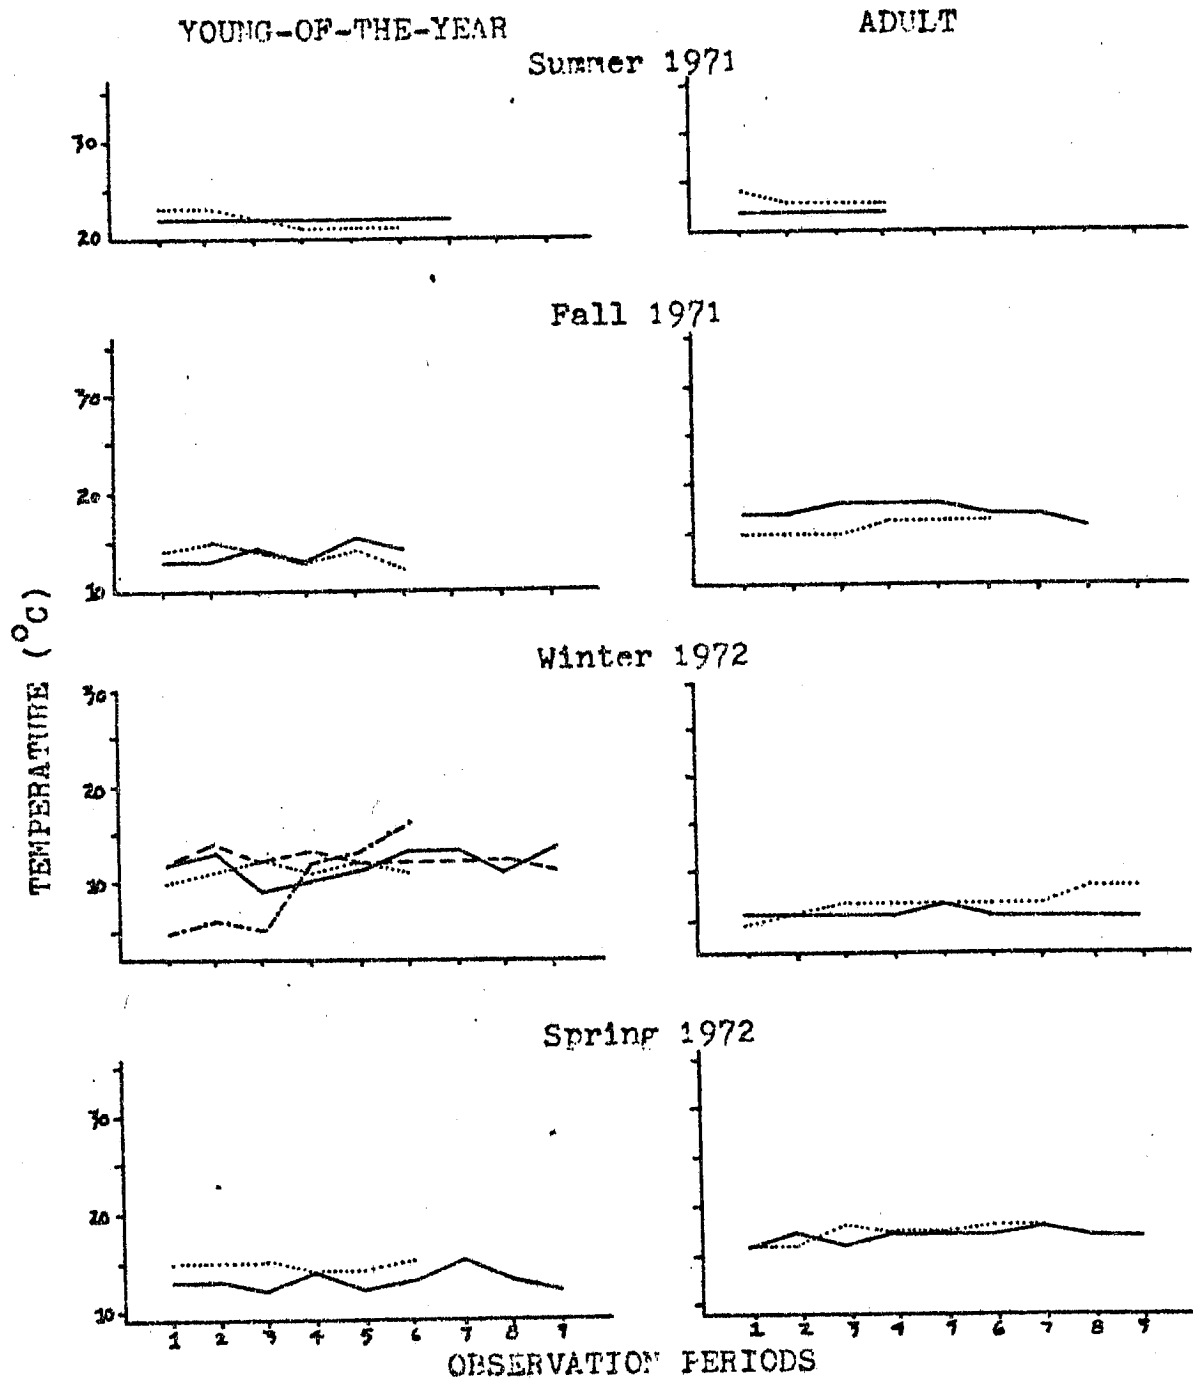 YOUNG-OF-THE-YEAR ADULT
Summer 1971
30
20
Fall 1971
30
20
10
Winter 1972
30
20
10
Spring 1972
30
20
10
1 2 3 4 5 6 7 8 9
1 2 3 4 5 6 7 8 9
TEMPERATURE (°C)
OBSERVATION PERIODS